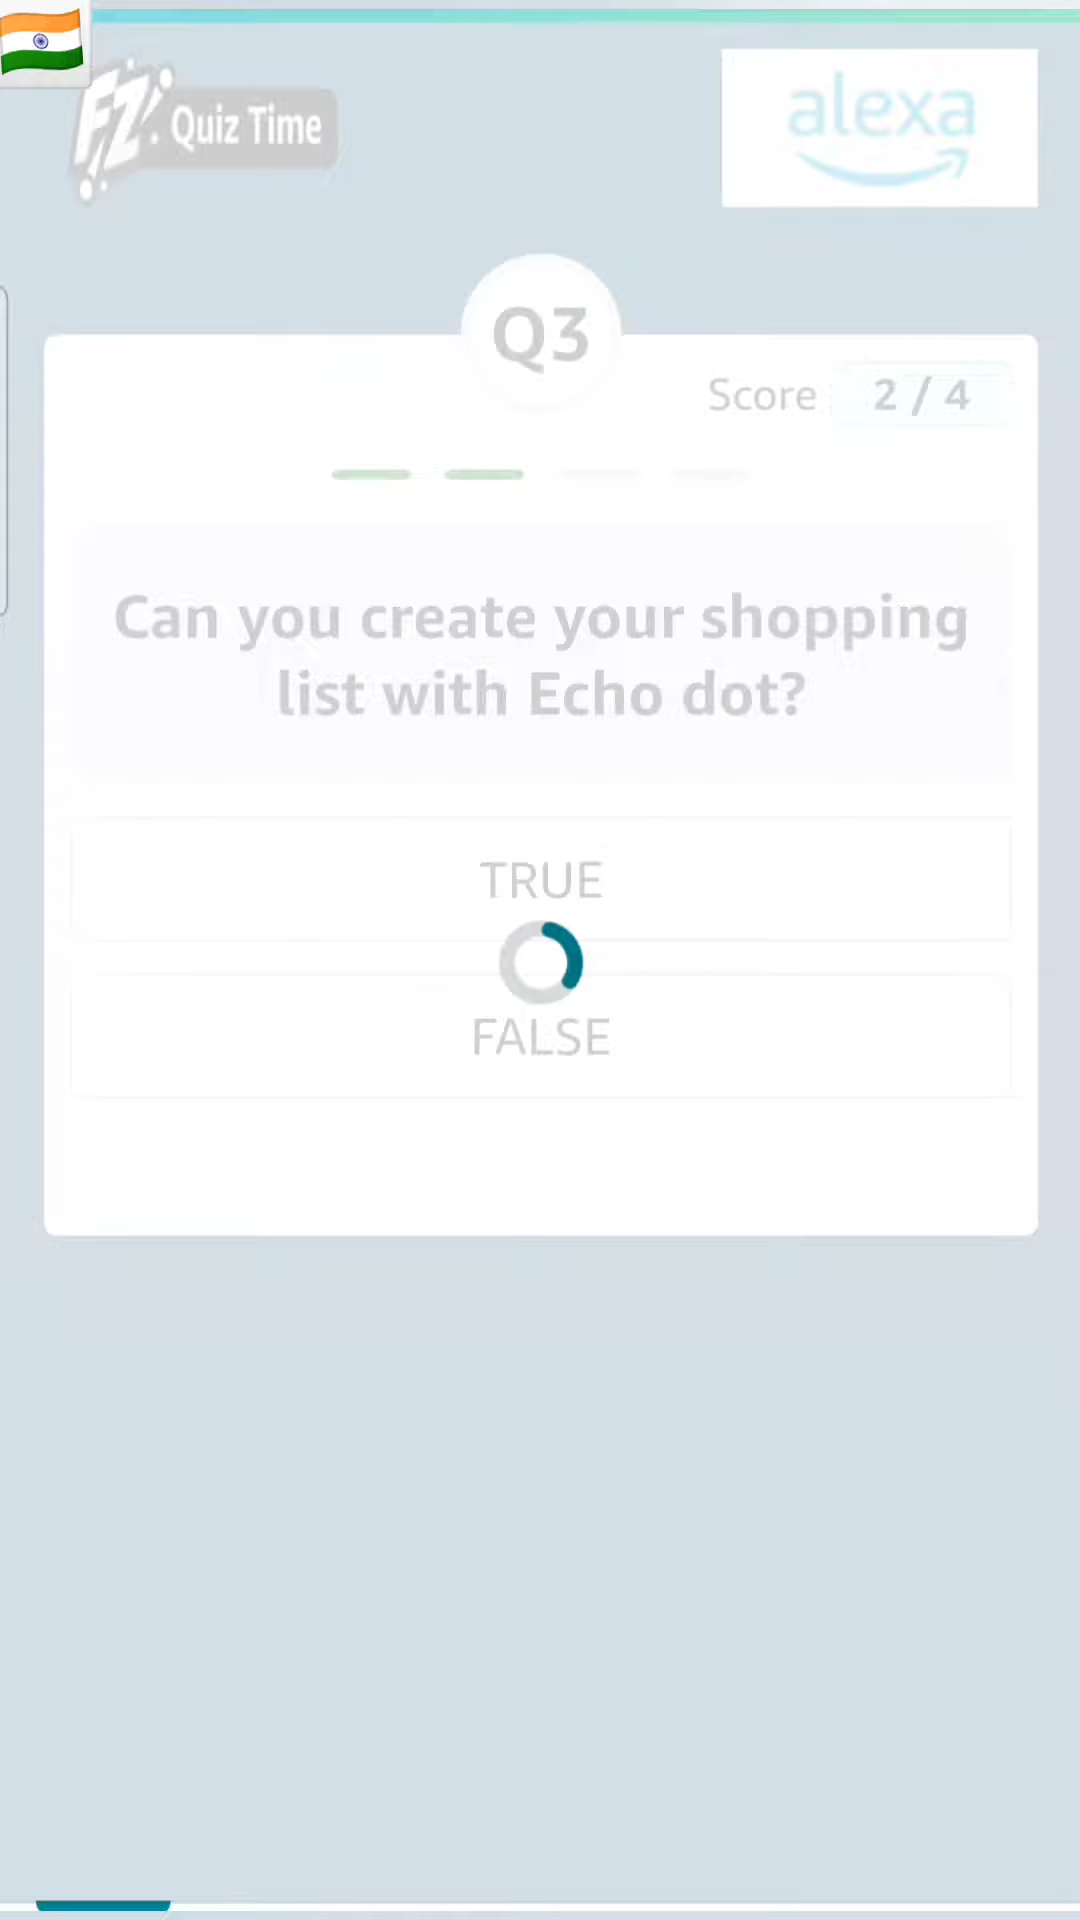 FZ Quiz Time
alexa
Q3
Score 2 / 4
Can you create your shopping
list with Echo dot?
TRUE
FALSE